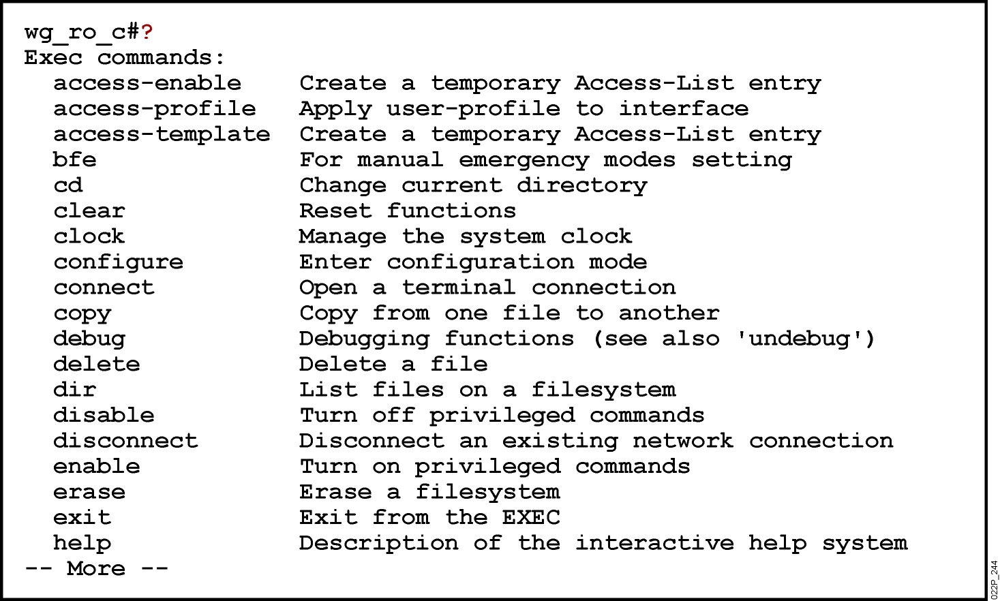 wg_ro_c#?
Exec commands:
  access-enable    Create a temporary Access-List entry
  access-profile   Apply user-profile to interface
  access-template  Create a temporary Access-List entry
  bfe              For manual emergency modes setting
  cd               Change current directory
  clear            Reset functions
  clock            Manage the system clock
  configure        Enter configuration mode
  connect          Open a terminal connection
  copy             Copy from one file to another
  debug            Debugging functions (see also 'undebug')
  delete           Delete a file
  dir              List files on a filesystem
  disable          Turn off privileged commands
  disconnect       Disconnect an existing network connection
  enable           Turn on privileged commands
  erase            Erase a filesystem
  exit             Exit from the EXEC
  help             Description of the interactive help system
-- More --
022P_244